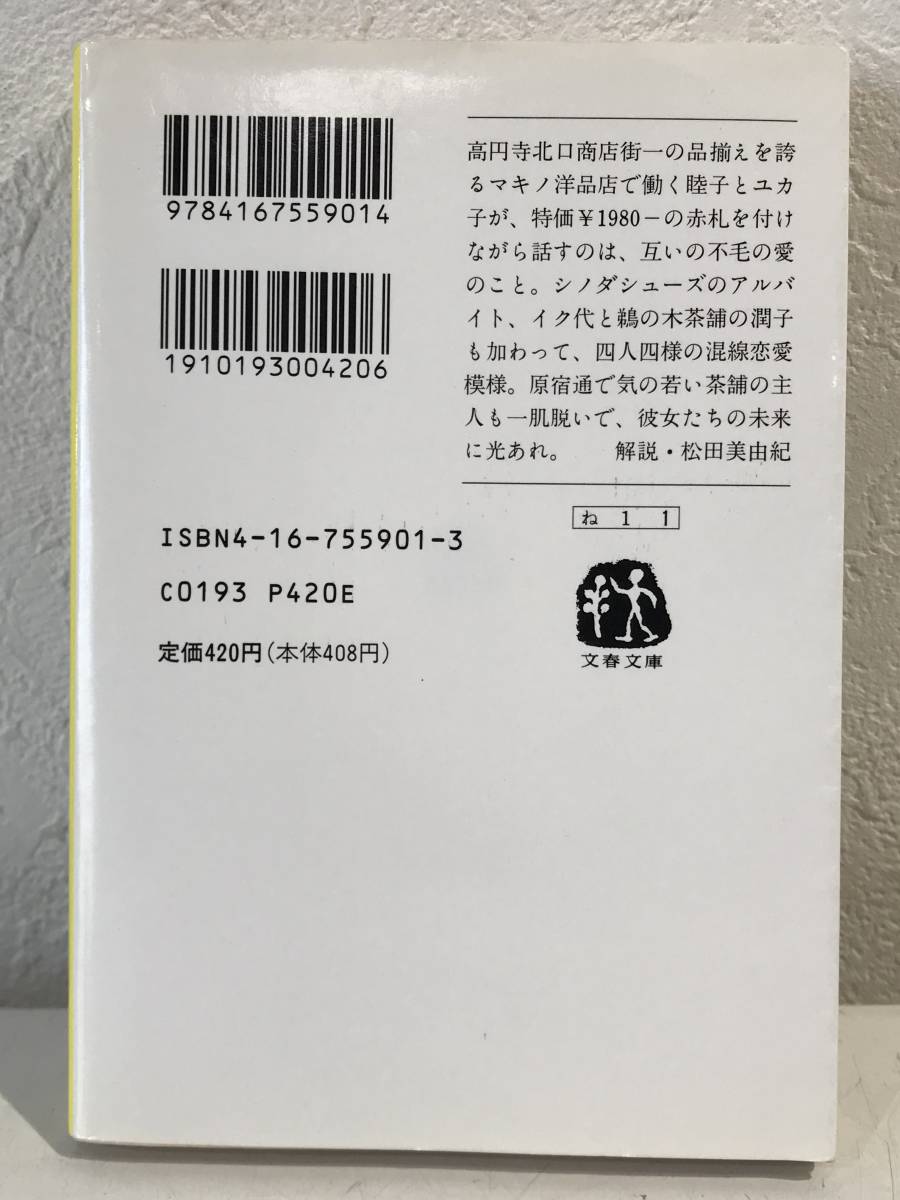 9784167559014
1910193004206
ISBN4-16-755901-3
C0193 P420E
定価420円(本体408円)
高円寺北口商店街一の品揃えを誇
るマキノ洋品店で働く睦子とユカ
子が、特価￥1980－の赤札を付け
ながら話すのは、互いの不毛の愛
のこと。シノダシューズのアルバ
イト、イク代と鵜の木茶舗の潤子
も加わって、四人四様の混線恋愛
模様。原宿通で気の若い茶舗の主
人も一肌脱いで、彼女たちの未来
に光あれ。 解説・松田美由紀
ね 1 1
文春文庫